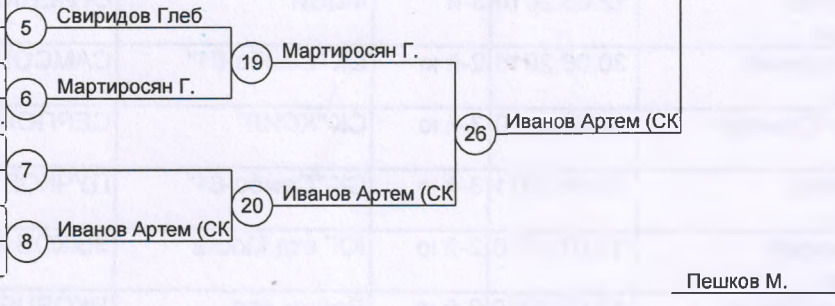 5
Свиридов Глеб
19
Мартиросян Г.
6
Мартиросян Г.
26
Иванов Артем (СК
7
20
Иванов Артем (СК
8
Иванов Артем (СК
Пешков М.